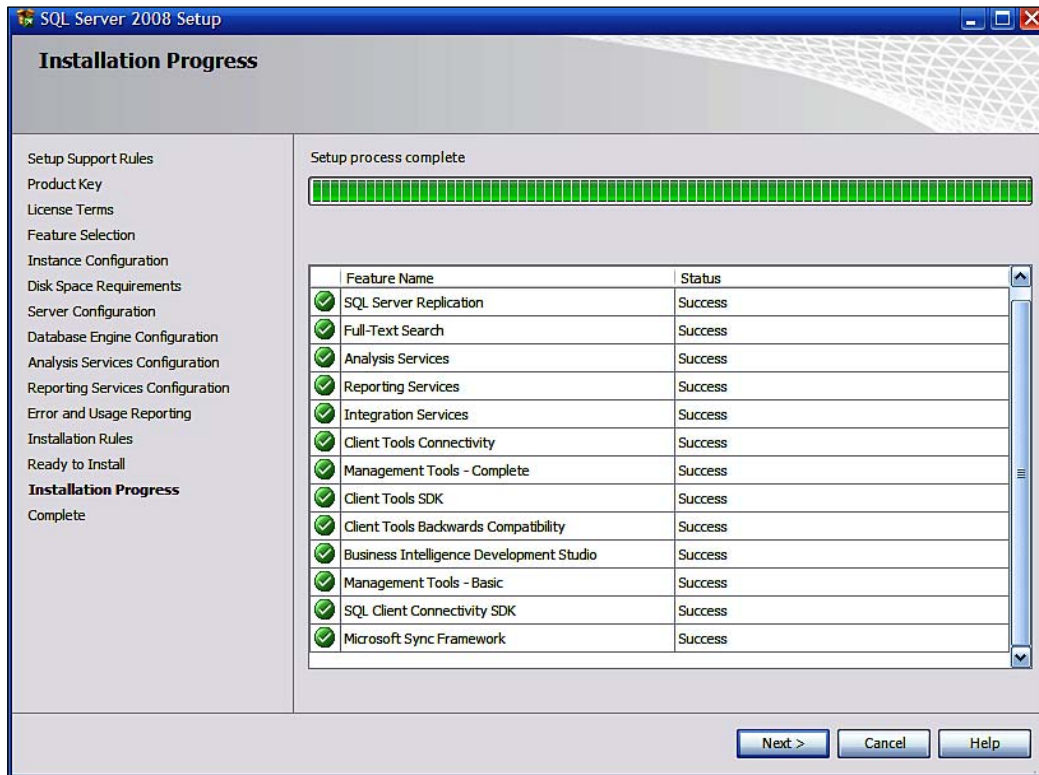 SQL Server 2008 Setup
Installation Progress
Setup Support Rules
Product Key
License Terms
Feature Selection
Instance Configuration
Disk Space Requirements
Server Configuration
Database Engine Configuration
Analysis Services Configuration
Reporting Services Configuration
Error and Usage Reporting
Installation Rules
Ready to Install
Installation Progress
Complete
Setup process complete
Feature Name Status
SQL Server Replication Success
Full-Text Search Success
Analysis Services Success
Reporting Services Success
Integration Services Success
Client Tools Connectivity Success
Management Tools - Complete Success
Client Tools SDK Success
Client Tools Backwards Compatibility Success
Business Intelligence Development Studio Success
Management Tools - Basic Success
SQL Client Connectivity SDK Success
Microsoft Sync Framework Success
Next > Cancel Help